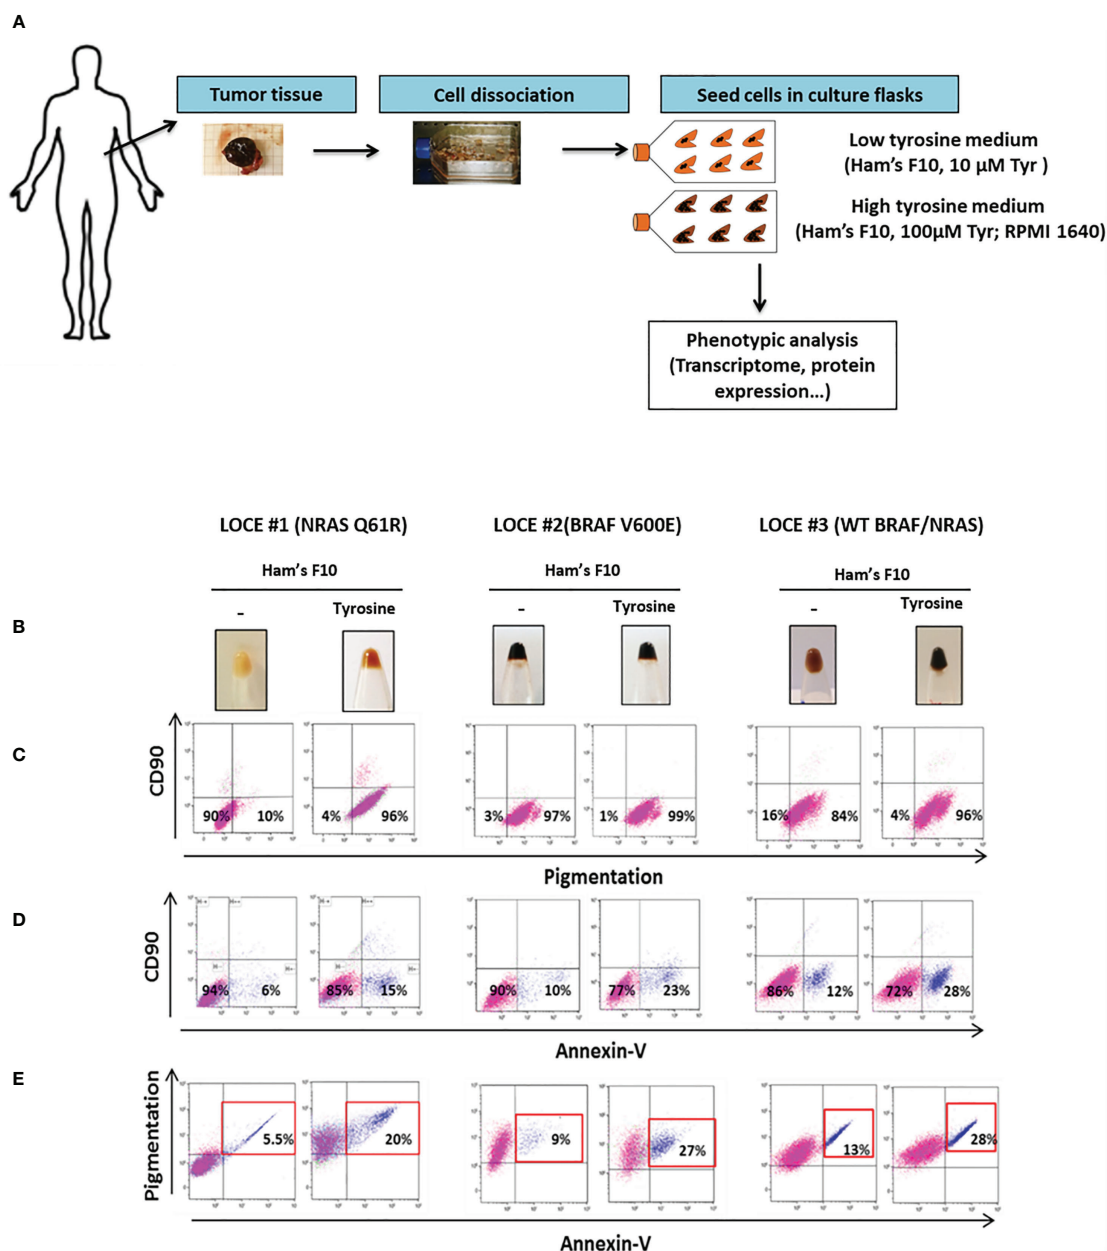 A
Tumor tissue
Cell dissociation
Seed cells in culture flasks
Low tyrosine medium
(Ham's F10, 10 µM Tyr )
High tyrosine medium
(Ham's F10, 100µM Tyr; RPMI 1640)
Phenotypic analysis
(Transcriptome, protein
expression...)
LOCE #1 (NRAS Q61R)
LOCE #2(BRAF V600E)
LOCE #3 (WT BRAF/NRAS)
Ham's F10
Ham's F10
Ham's F10
- Tyrosine
- Tyrosine
- Tyrosine
B
C
CD90
90% 10%
4% 96%
3% 97%
1% 99%
16% 84%
4% 96%
Pigmentation
D
CD90
94% 6%
85% 15%
90% 10%
77% 23%
86% 12%
72% 28%
Annexin-V
E
Pigmentation
5.5%
20%
9%
27%
13%
28%
Annexin-V